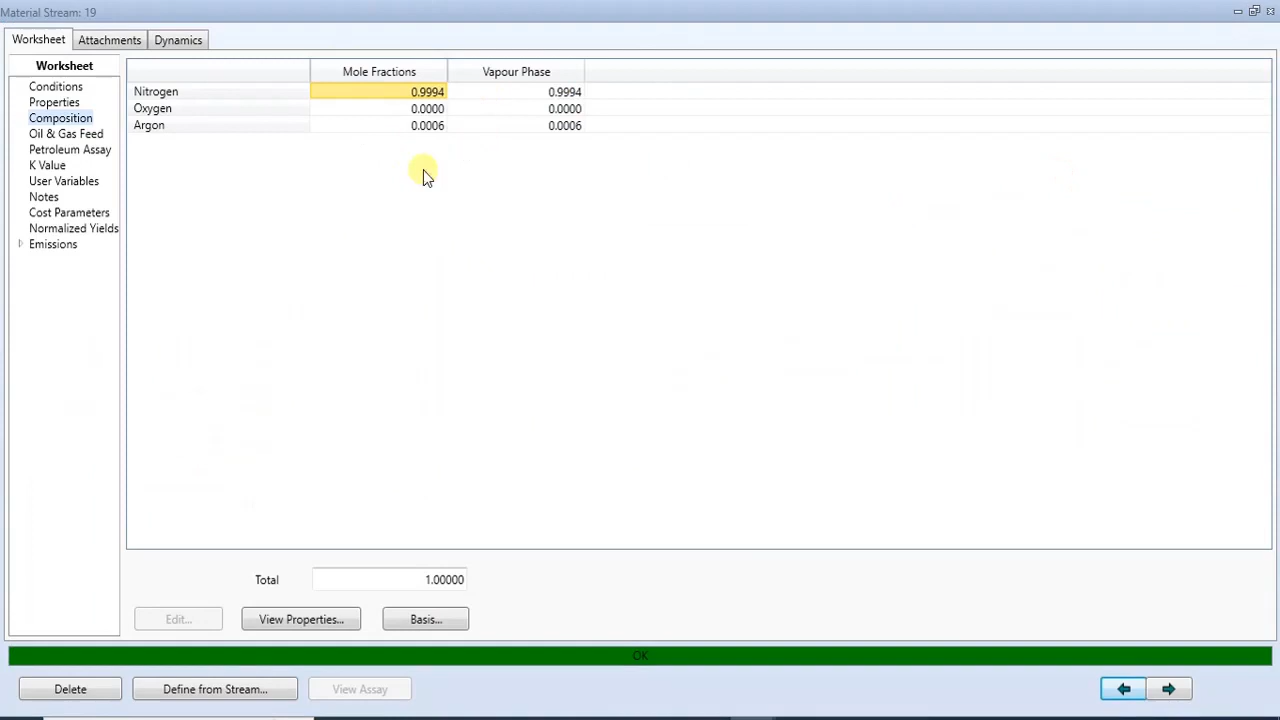 Material Stream: 19
Worksheet Attachments Dynamics
Worksheet
Conditions
Properties
Composition
Oil & Gas Feed
Petroleum Assay
K Value
User Variables
Notes
Cost Parameters
Normalized Yields
Emissions
Mole Fractions Vapour Phase
Nitrogen 0.9994 0.9994
Oxygen 0.0000 0.0000
Argon 0.0006 0.0006
Total 1.00000
Edit... View Properties... Basis...
OK
Delete Define from Stream... View Assay